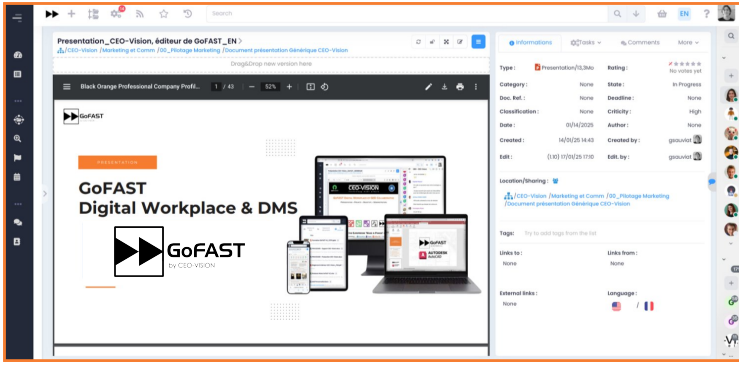 Search
EN
?
Presentation_CEO-Vision, éditeur de GoFAST_EN >
/CEO-Vision /Marketing et Comm /00_Pilotage Marketing /Document présentation Générique CEO-Vision
Drag&Drop new version here
Black Orange Professional Company Profil...
1 / 43
52%
GoFAST
PRESENTATION
GoFAST
Digital Workplace & DMS
GoFAST
by CEO-VISION
CEO-VISION
GoFAST
AUTODESK
Informations
Tasks
Comments
More
Type :
Presentation/15,3Mo
Rating :
No votes yet
Category :
None
State :
In Progress
Doc. Ref. :
None
Deadline :
None
Classification :
None
Criticity :
High
Date :
01/14/2025
Author :
None
Created :
14/01/25 14:43
Created by :
gsauviat
Edit :
(1.10) 17/01/25 17:10
Edit. by :
gsauviat
Location/Sharing :
/CEO-Vision /Marketing et Comm /00_Pilotage Marketing
/Document présentation Générique CEO-Vision
Tags:
Try to add tags from the list
Links to :
None
Links from :
None
External links :
None
Language :
/